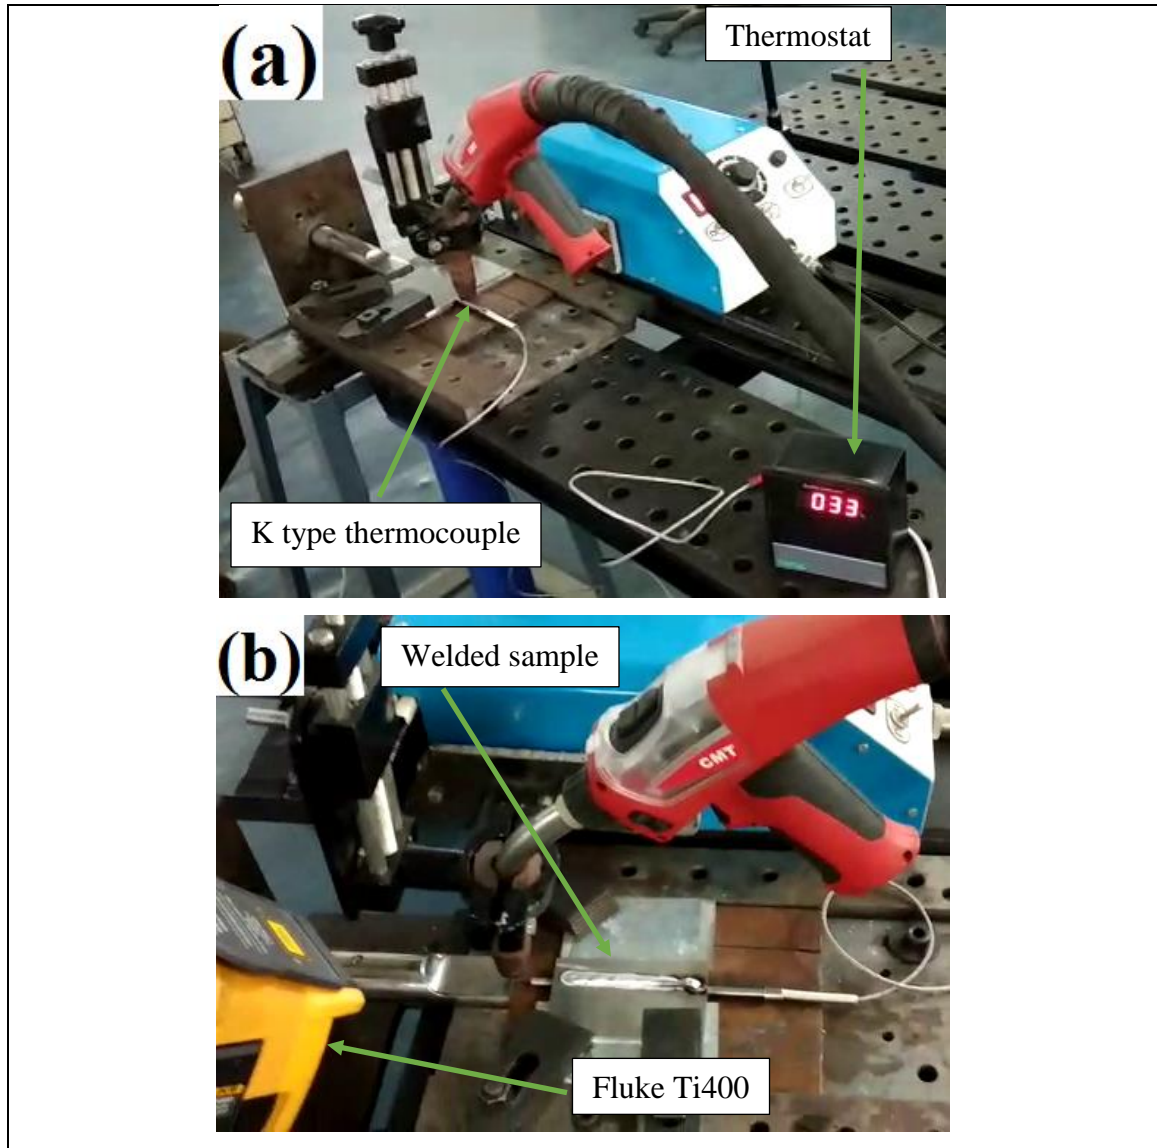 (a)
Thermostat
K type thermocouple
033
(b)
Welded sample
CMT
Fluke Ti400